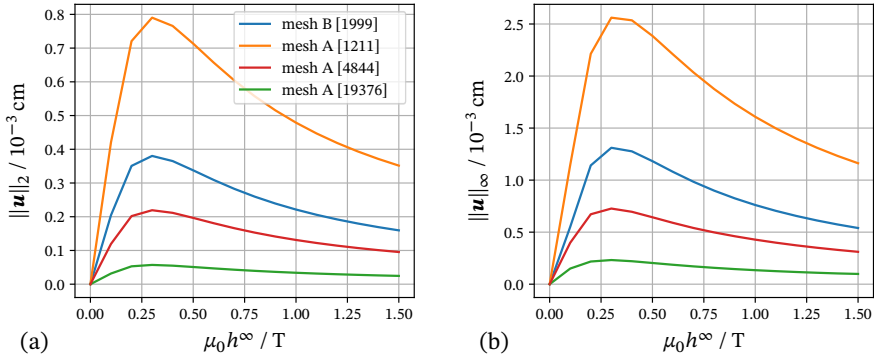 0.8
0.7
0.6
0.5
0.4
0.3
0.2
0.1
0.0
||𝒖||₂ / 10⁻³ cm
mesh B [1999]
mesh A [1211]
mesh A [4844]
mesh A [19376]
0.00 0.25 0.50 0.75 1.00 1.25 1.50
(a) μ₀h^∞ / T
2.5
2.0
1.5
1.0
0.5
0.0
||𝒖||_∞ / 10⁻³ cm
0.00 0.25 0.50 0.75 1.00 1.25 1.50
(b) μ₀h^∞ / T